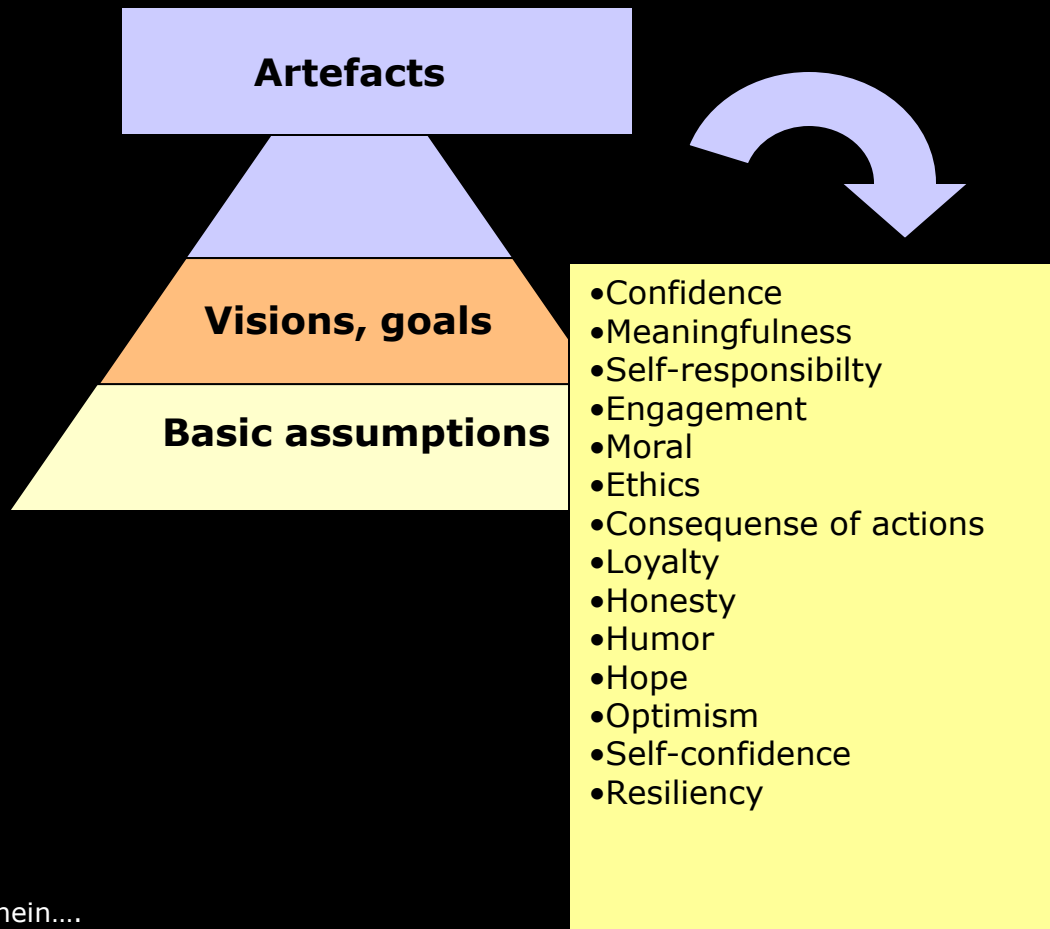 Artefacts
Visions, goals
Basic assumptions
•Confidence
•Meaningfulness
•Self-responsibilty
•Engagement
•Moral
•Ethics
•Consequense of actions
•Loyalty
•Honesty
•Humor
•Hope
•Optimism
•Self-confidence
•Resiliency
hein….